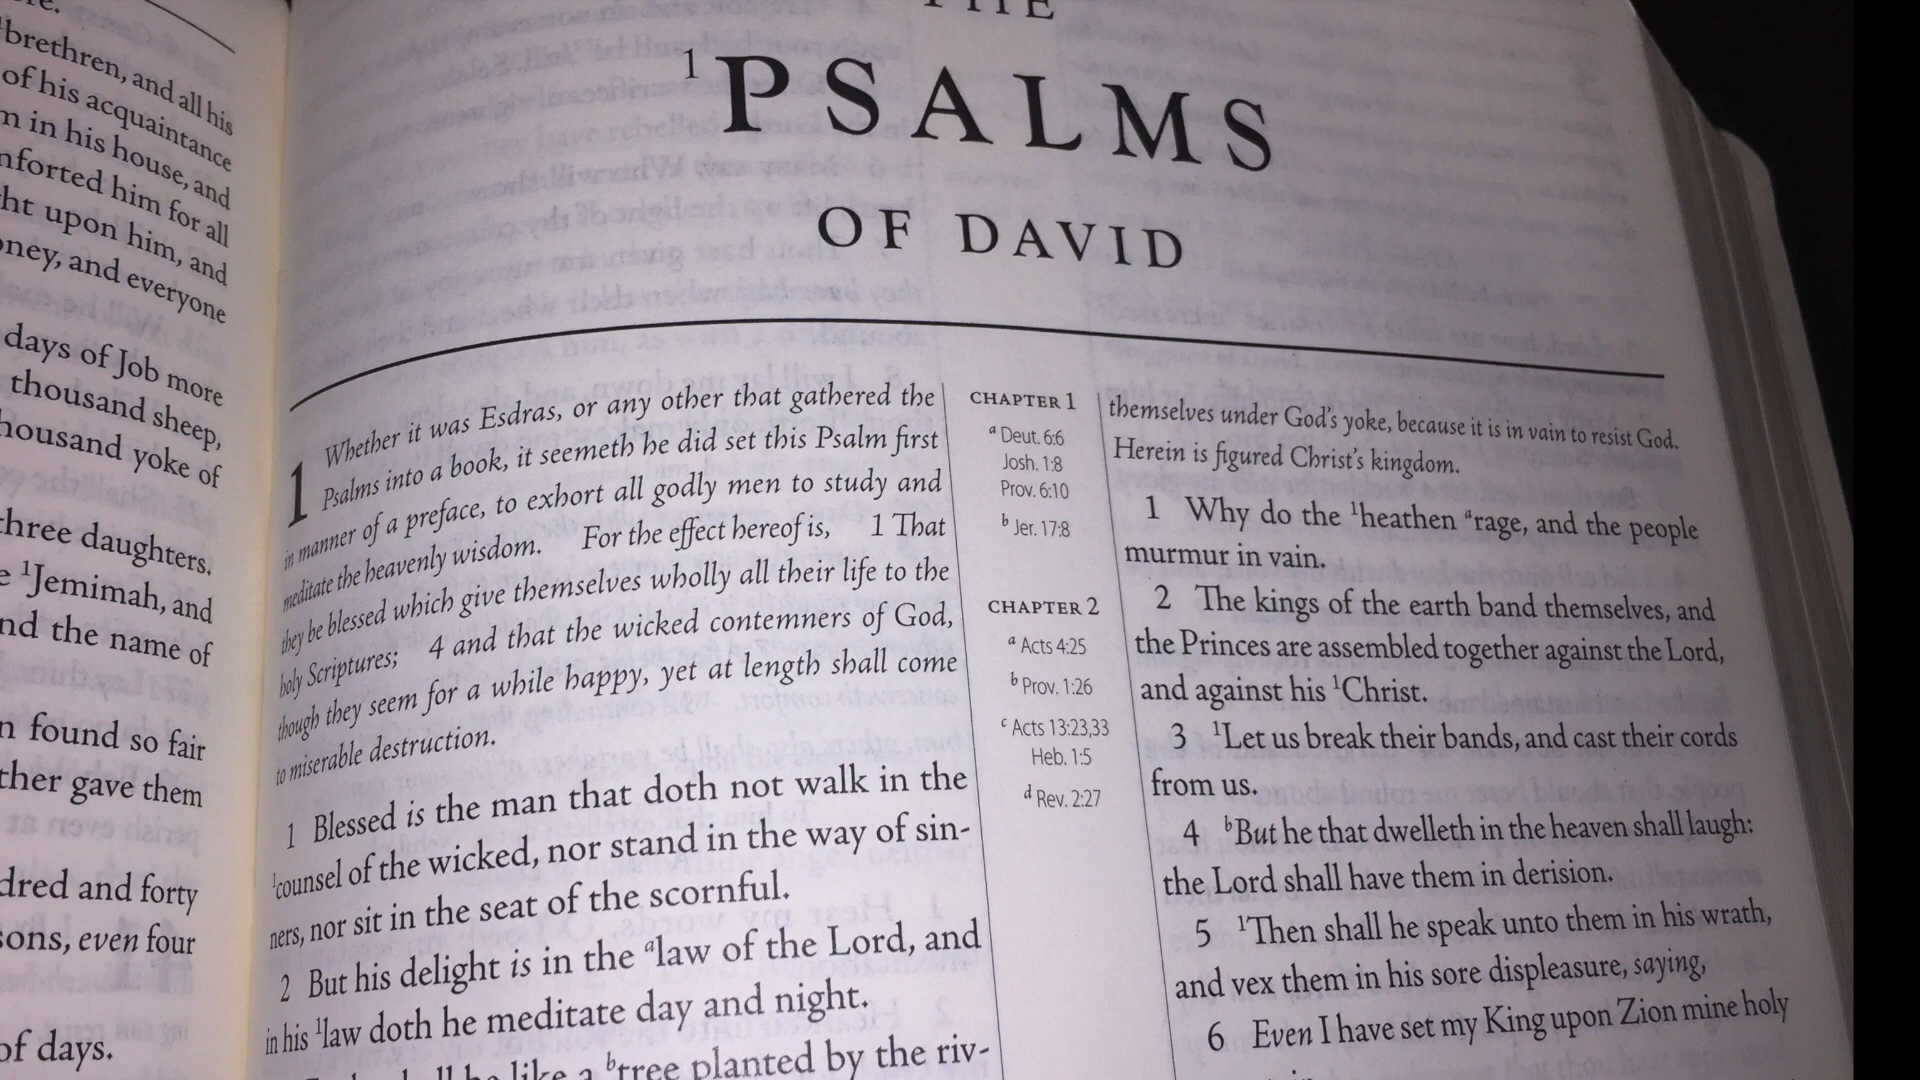 brethren, and all his
of his acquaintance
in his house, and
him for all
upon him, and
and everyone
days of Job more
thousand sheep,
yoke of
three daughters.
1Jemimah, and
the name of
found so fair
gave them
and forty
even four
of days.
THE
1PSALMS
OF DAVID
1 Whether it was Esdras, or any other that gathered the
Psalms into a book, it seemeth he did set this Psalm first
in manner of a preface, to exhort all godly men to study and
meditate the heavenly wisdom. For the effect hereof is, 1 That
they be blessed which give themselves wholly all their life to the
holy Scriptures; 4 and that the wicked contemners of God,
though they seem for a while happy, yet at length shall come
to miserable destruction.
1 Blessed is the man that doth not walk in the
1counsel of the wicked, nor stand in the way of sin-
ners, nor sit in the seat of the scornful.
2 But his delight is in the alaw of the Lord, and
in his 1law doth he meditate day and night.
like a btree planted by the riv-
CHAPTER 1
a Deut. 6:6
Josh. 1:8
Prov. 6:10
b Jer. 17:8
CHAPTER 2
a Acts 4:25
b Prov. 1:26
c Acts 13:23,33
Heb. 1:5
d Rev. 2:27
themselves under God's yoke, because it is in vain to resist God.
Herein is figured Christ's kingdom.
1 Why do the 1heathen arage, and the people
murmur in vain.
2 The kings of the earth band themselves, and
the Princes are assembled together against the Lord,
and against his 1Christ.
3 1Let us break their bands, and cast their cords
from us.
4 bBut he that dwelleth in the heaven shall laugh:
the Lord shall have them in derision.
5 1Then shall he speak unto them in his wrath,
and vex them in his sore displeasure, saying,
6 Even I have set my King upon Zion mine holy